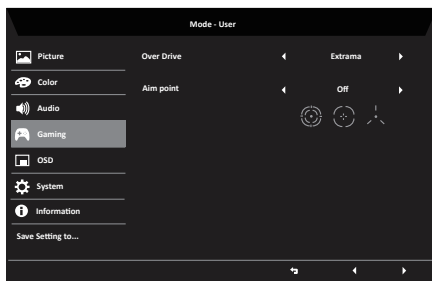 Mode - User
Picture
Over Drive Extrama
Color
Aim point Off
Audio
Gaming
OSD
System
Information
Save Setting to...